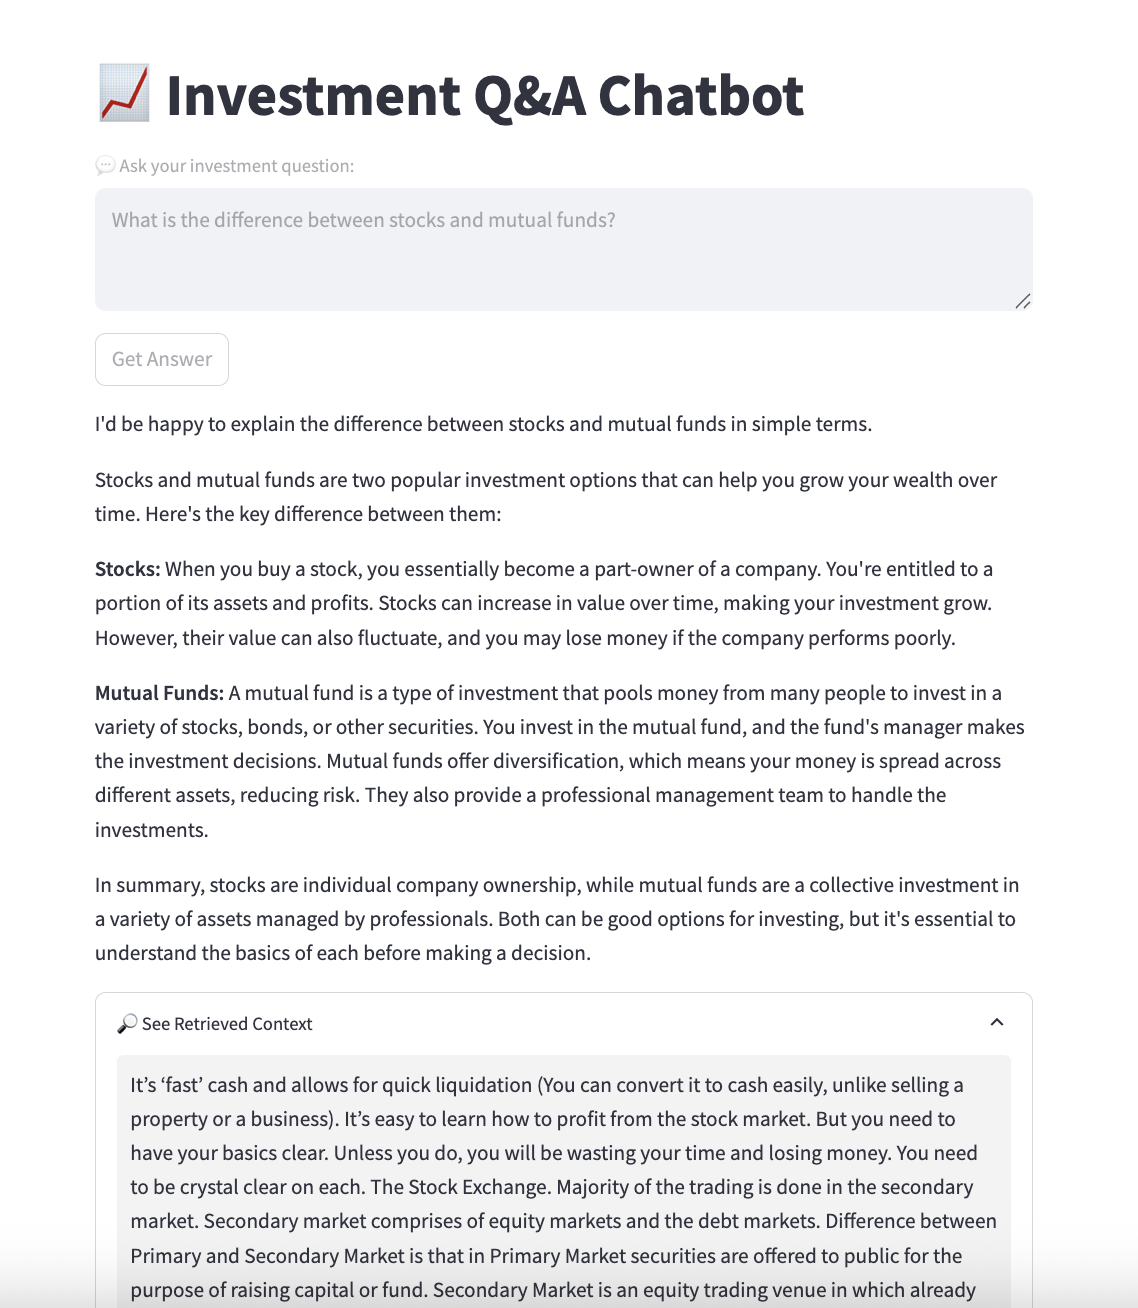 📈 Investment Q&A Chatbot
💬 Ask your investment question:
What is the difference between stocks and mutual funds?
Get Answer
I'd be happy to explain the difference between stocks and mutual funds in simple terms.
Stocks and mutual funds are two popular investment options that can help you grow your wealth over
time. Here's the key difference between them:
Stocks: When you buy a stock, you essentially become a part-owner of a company. You're entitled to a
portion of its assets and profits. Stocks can increase in value over time, making your investment grow.
However, their value can also fluctuate, and you may lose money if the company performs poorly.
Mutual Funds: A mutual fund is a type of investment that pools money from many people to invest in a
variety of stocks, bonds, or other securities. You invest in the mutual fund, and the fund's manager makes
the investment decisions. Mutual funds offer diversification, which means your money is spread across
different assets, reducing risk. They also provide a professional management team to handle the
investments.
In summary, stocks are individual company ownership, while mutual funds are a collective investment in
a variety of assets managed by professionals. Both can be good options for investing, but it's essential to
understand the basics of each before making a decision.
🔎 See Retrieved Context
It’s ‘fast’ cash and allows for quick liquidation (You can convert it to cash easily, unlike selling a
property or a business). It’s easy to learn how to profit from the stock market. But you need to
have your basics clear. Unless you do, you will be wasting your time and losing money. You need
to be crystal clear on each. The Stock Exchange. Majority of the trading is done in the secondary
market. Secondary market comprises of equity markets and the debt markets. Difference between
Primary and Secondary Market is that in Primary Market securities are offered to public for the
purpose of raising capital or fund. Secondary Market is an equity trading venue in which already